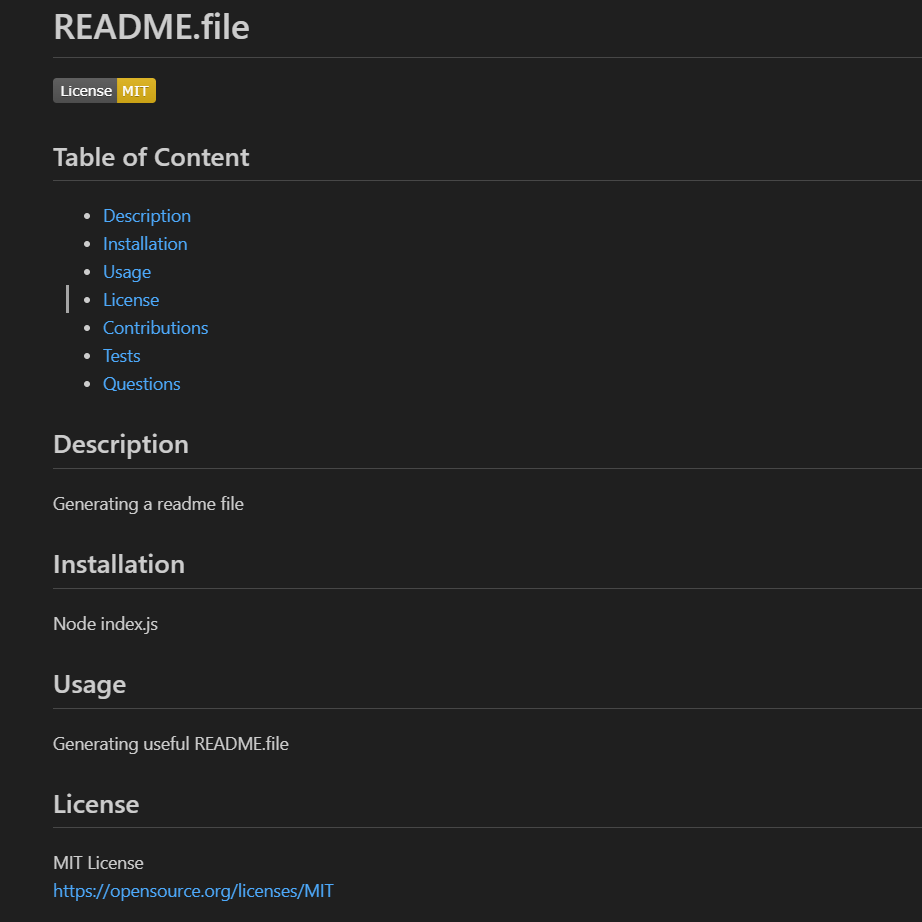 README.file
License MIT
Table of Content
Description
Installation
Usage
License
Contributions
Tests
Questions
Description
Generating a readme file
Installation
Node index.js
Usage
Generating useful README.file
License
MIT License
https://opensource.org/licenses/MIT